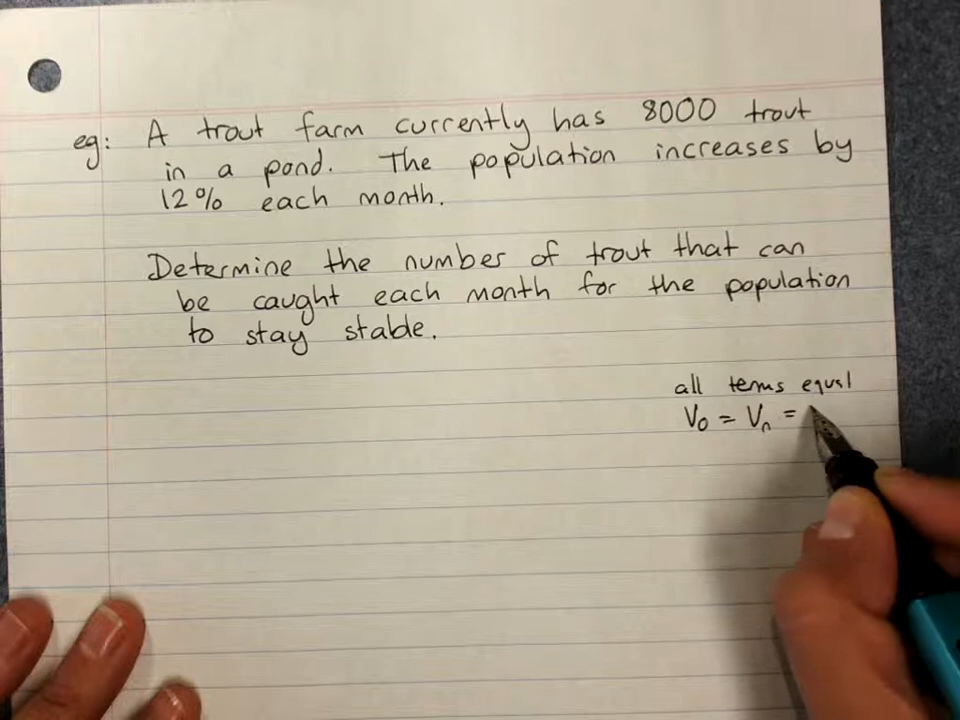 eg: A trout farm currently has 8000 trout
in a pond. The population increases by
12% each month.
Determine the number of trout that can
be caught each month for the population
to stay stable.
all terms equal
V₀ = Vₙ =